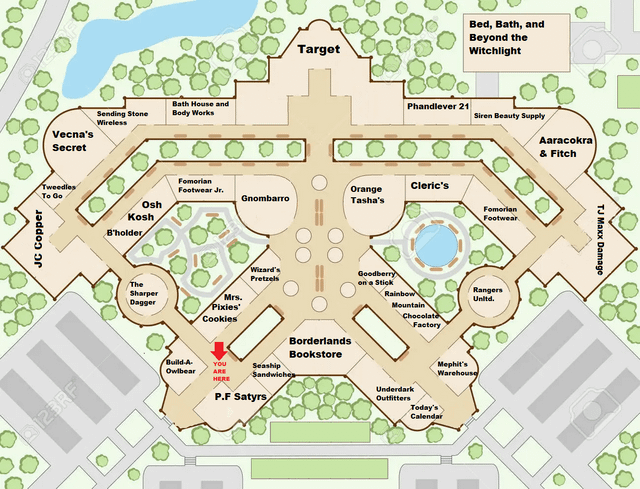 Bed, Bath, and
Beyond the
Witchlight
Target
Bath House and
Body Works
Phandlever 21
Sending Stone
Wireless
Siren Beauty Supply
Vecna's
Secret
Aaracokra
& Fitch
Tweedles
To Go
Fomorian
Footwear Jr.
Gnombarro
Orange
Tasha's
Cleric's
Osh
Kosh
B'holder
Fomorian
Footwear
JC Copper
TJ Maxx Damage
The
Sharper
Dagger
Wizard's
Pretzels
Mrs.
Pixies'
Cookies
Goodberry
on a Stick
Rainbow
Mountain
Chocolate
Factory
Rangers
Unltd.
Borderlands
Bookstore
Build-A-
Owlbear
YOU
ARE
HERE
Seaship
Sandwiches
P.F Satyrs
Mephit's
Warehouse
Underdark
Outfitters
Today's
Calendar
123RF